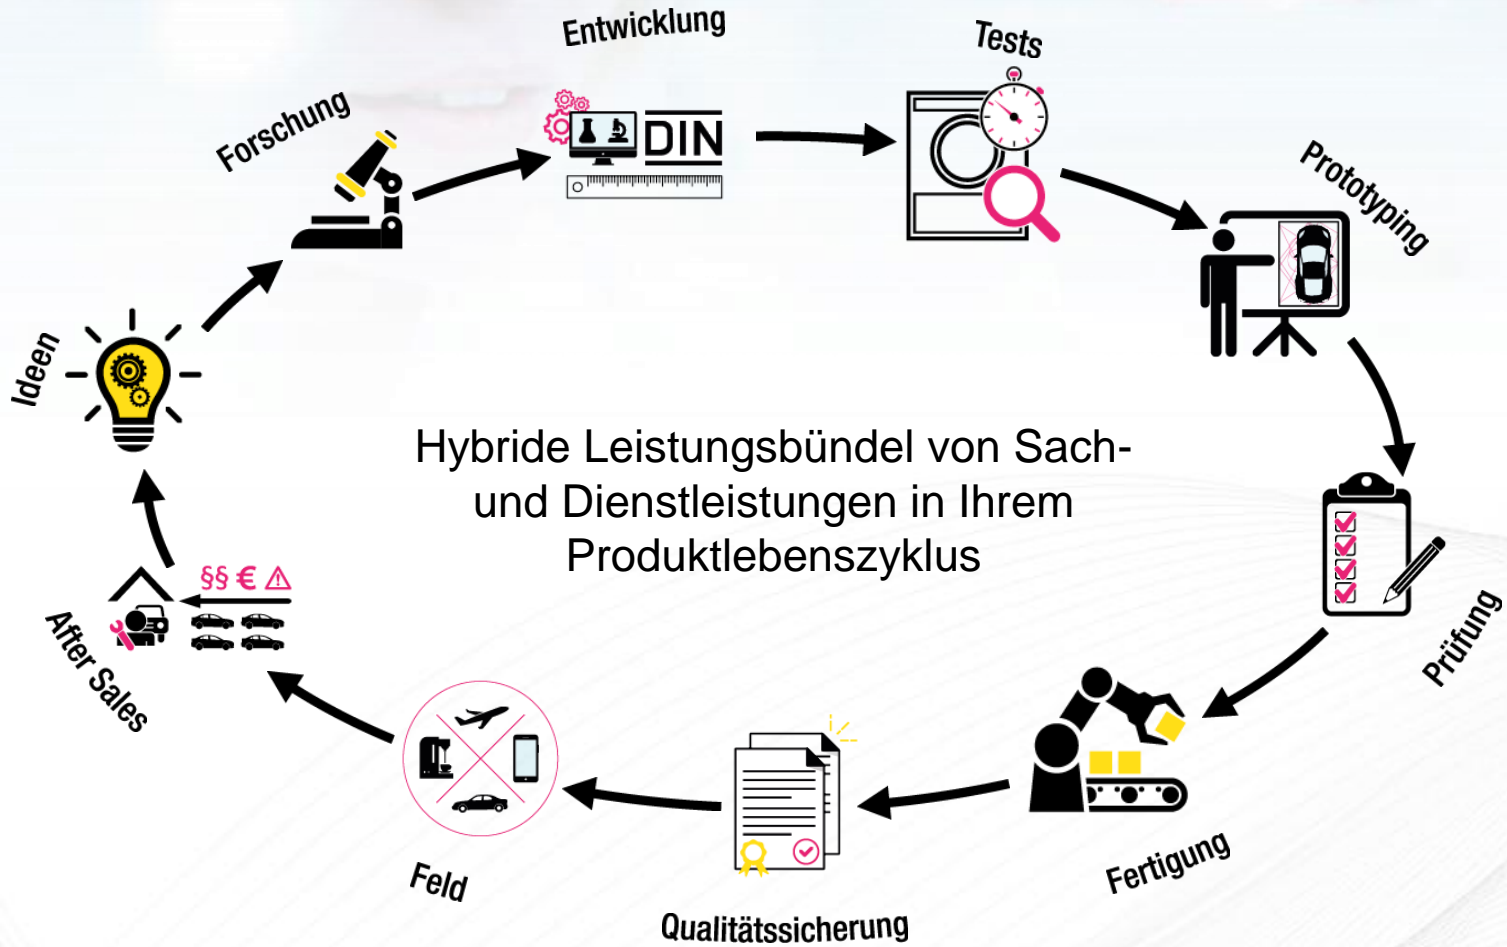 Entwicklung
Tests
Forschung
DIN
Prototyping
Ideen
Hybride Leistungsbündel von Sach-
und Dienstleistungen in Ihrem
Produktlebenszyklus
§§ € ⚠
After Sales
Prüfung
Feld
Fertigung
Qualitätssicherung